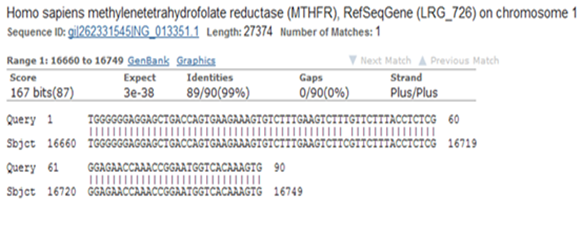 Homo sapiens methylenetetrahydrofolate reductase (MTHFR), RefSeqGene (LRG_726) on chromosome 1
Sequence ID: gi|262331545|NG_013351.1 Length: 27374 Number of Matches: 1
Range 1: 16660 to 16749 GenBank Graphics ▼ Next Match ▲ Previous Match
Score Expect Identities Gaps Strand
167 bits(87) 3e-38 89/90(99%) 0/90(0%) Plus/Plus
Query 1 TGGGGGGAGGAGCTGACCAGTGAAGAAAGTGTCTTTGAAGTCTTTGTTCTTTACCTCTCG 60
Sbjct 16660 TGGGGGGAGGAGCTGACCAGTGAAGAAAGTGTCTTTGAAGTCTTCGTTCTTTACCTCTCG 16719
Query 61 GGAGAACCAAACCGGAATGGTCACAAAGTG 90
Sbjct 16720 GGAGAACCAAACCGGAATGGTCACAAAGTG 16749